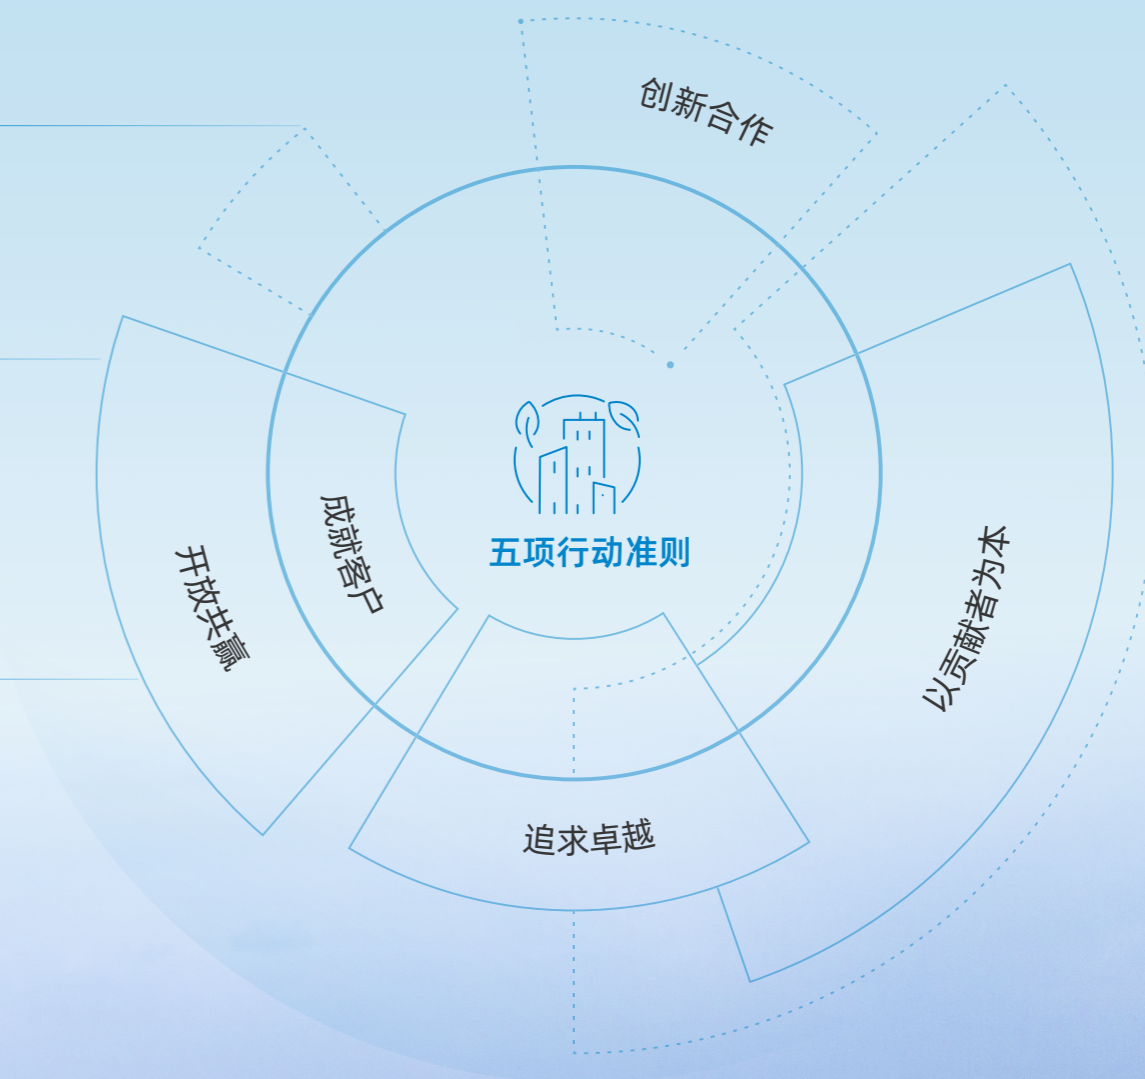 创新合作
五项行动准则
成就客户
开放共赢
以贡献者为本
追求卓越